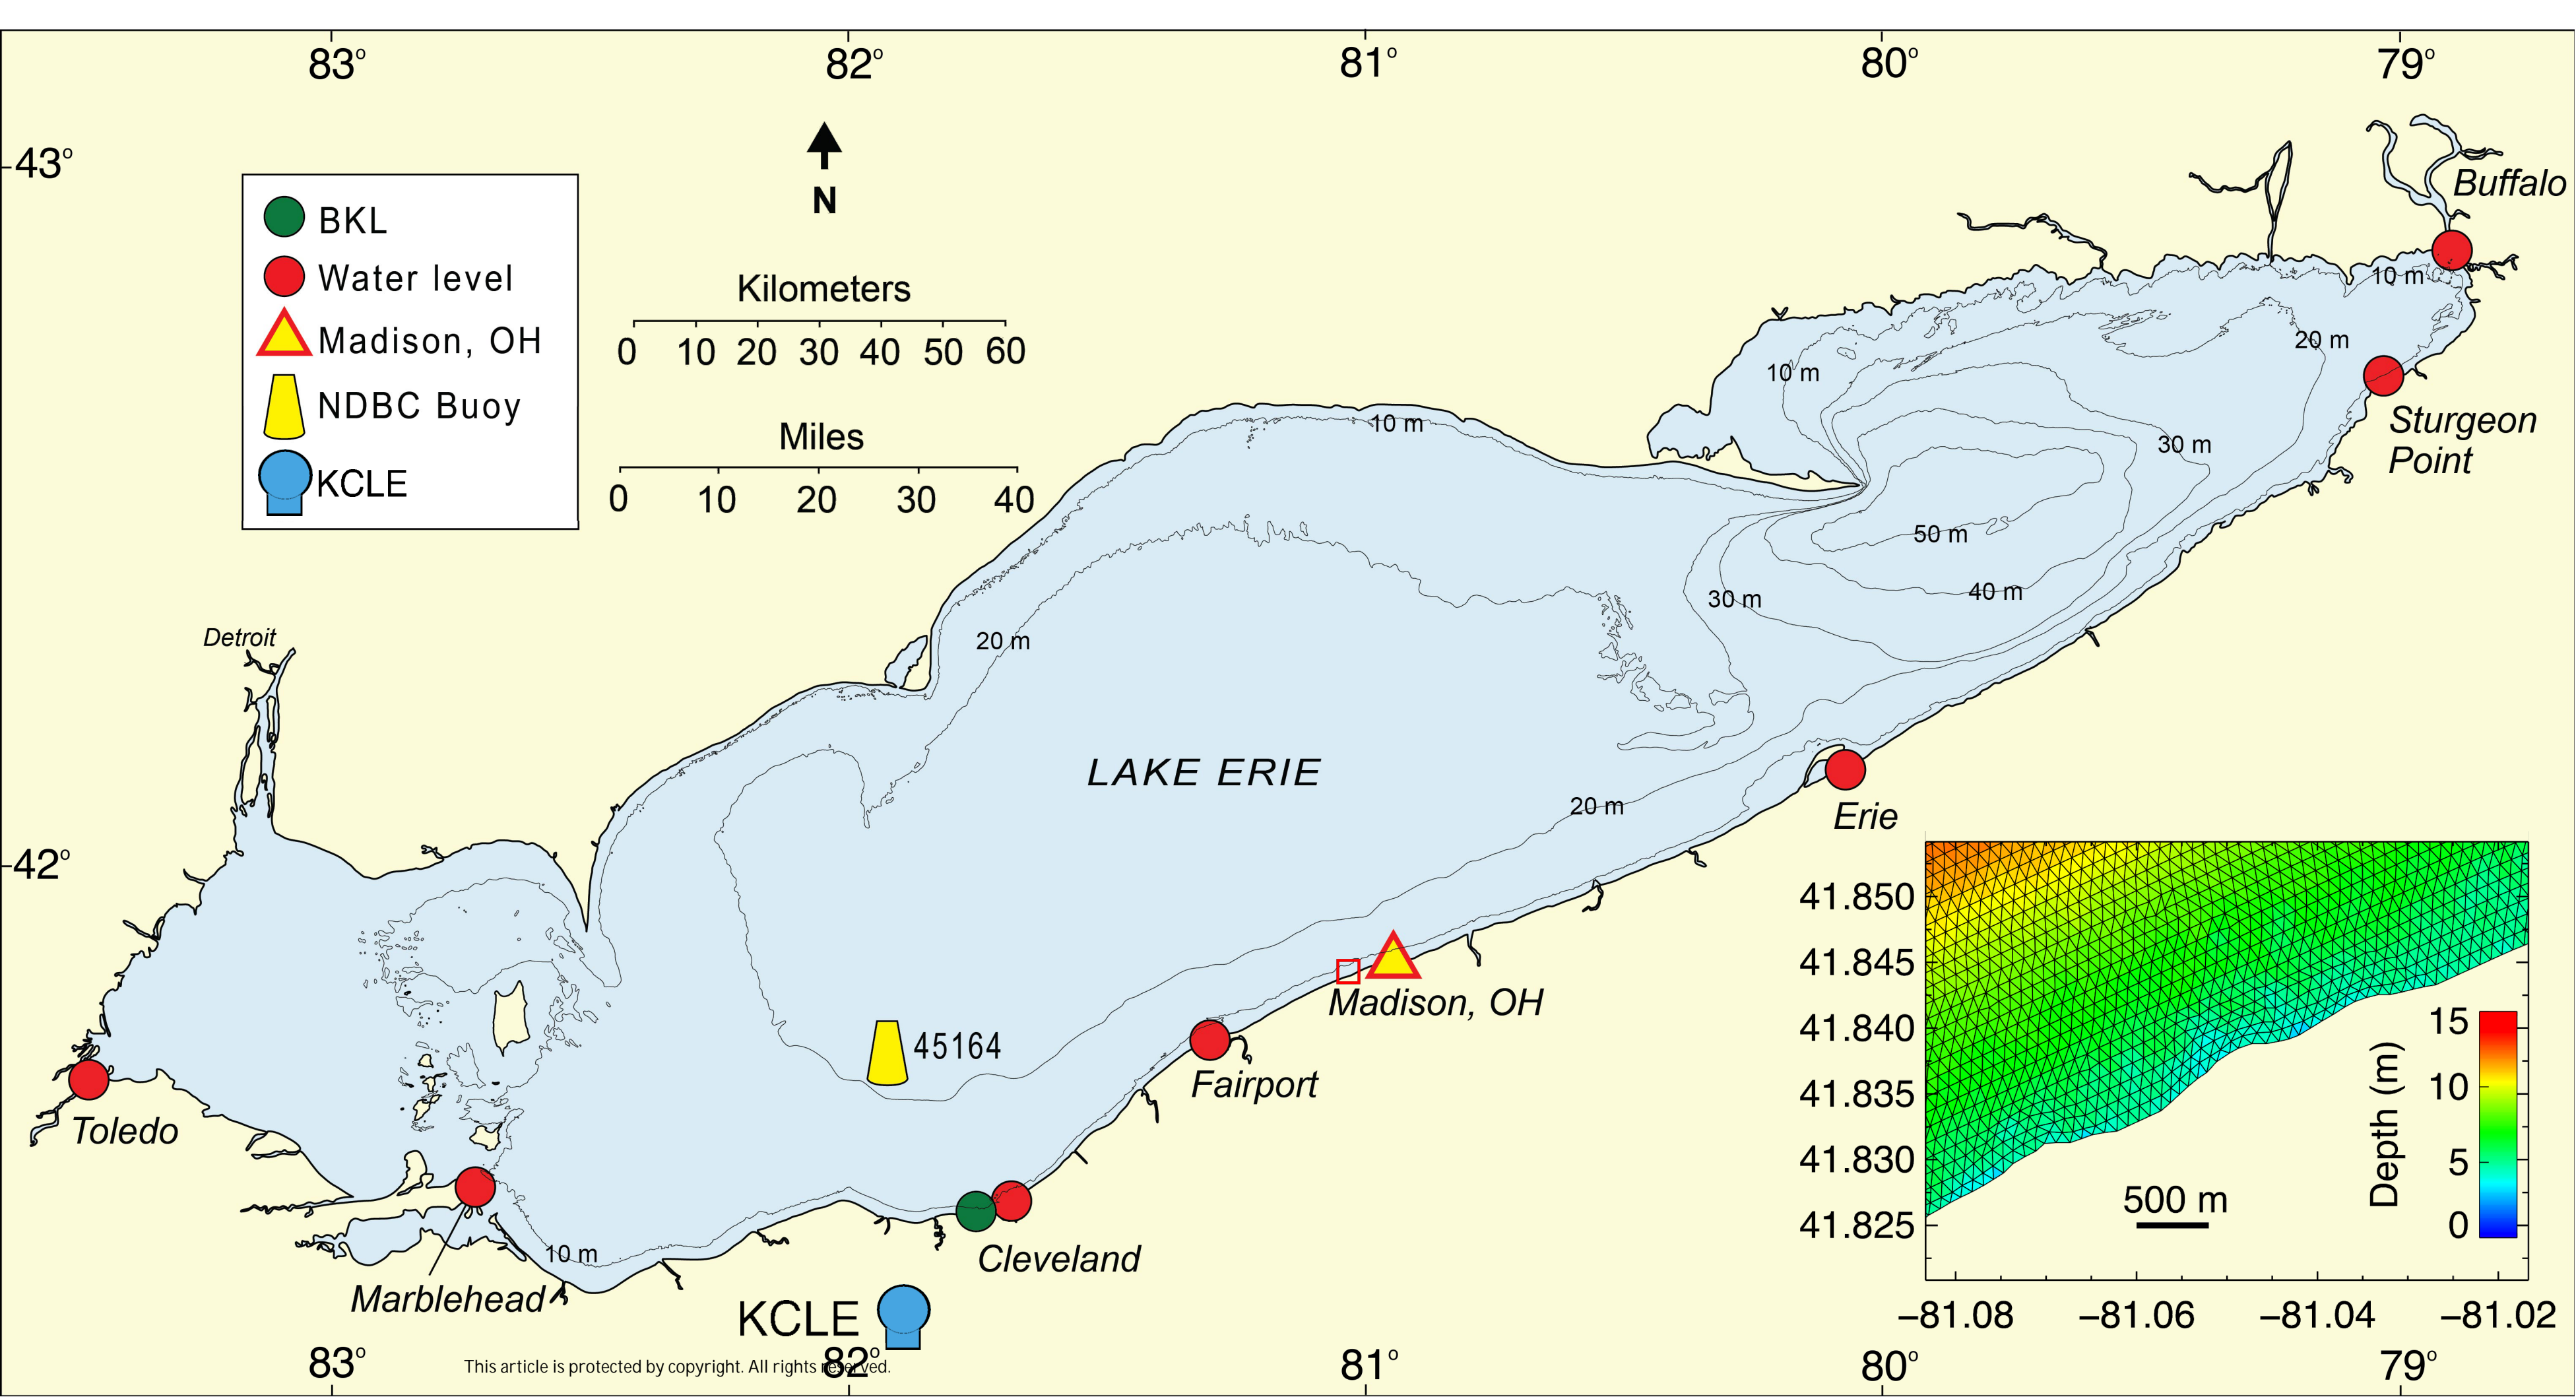 83° 82° 81° 80° 79°
43°
N
BKL
Water level
Madison, OH
NDBC Buoy
KCLE
Kilometers
0 10 20 30 40 50 60
Miles
0 10 20 30 40
Buffalo
10 m
20 m
Sturgeon
Point
10 m
30 m
10 m
50 m
40 m
30 m
Detroit
20 m
LAKE ERIE
20 m
Erie
42°
Madison, OH
45164
Fairport
Toledo
Cleveland
10 m
Marblehead
KCLE
41.850
41.845
41.840
41.835
41.830
41.825
500 m
Depth (m)
15
10
5
0
−81.08 −81.06 −81.04 −81.02
83° 82° 81° 80° 79°
This article is protected by copyright. All rights reserved.